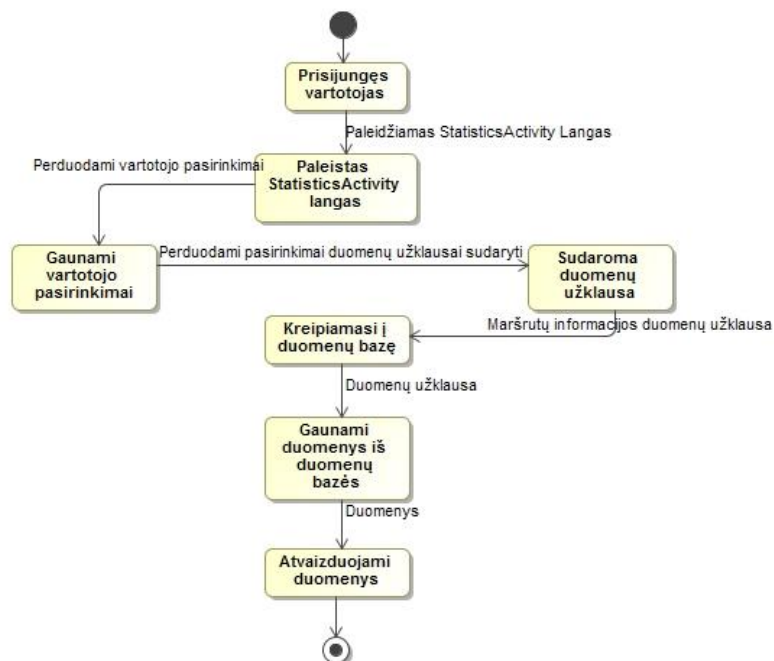 Prisijungęs
vartotojas
Paleidžiamas StatisticsActivity Langas
Perduodami vartotojo pasirinkimai
Paleistas
StatisticsActivity
langas
Gaunami
vartotojo
pasirinkimai
Perduodami pasirinkimai duomenų užklausai sudaryti
Sudaroma
duomenų
užklausa
Maršrutų informacijos duomenų užklausa
Kreipiamasi į
duomenų bazę
Duomenų užklausa
Gaunami
duomenys iš
duomenų
bazės
Duomenys
Atvaizduojami
duomenys